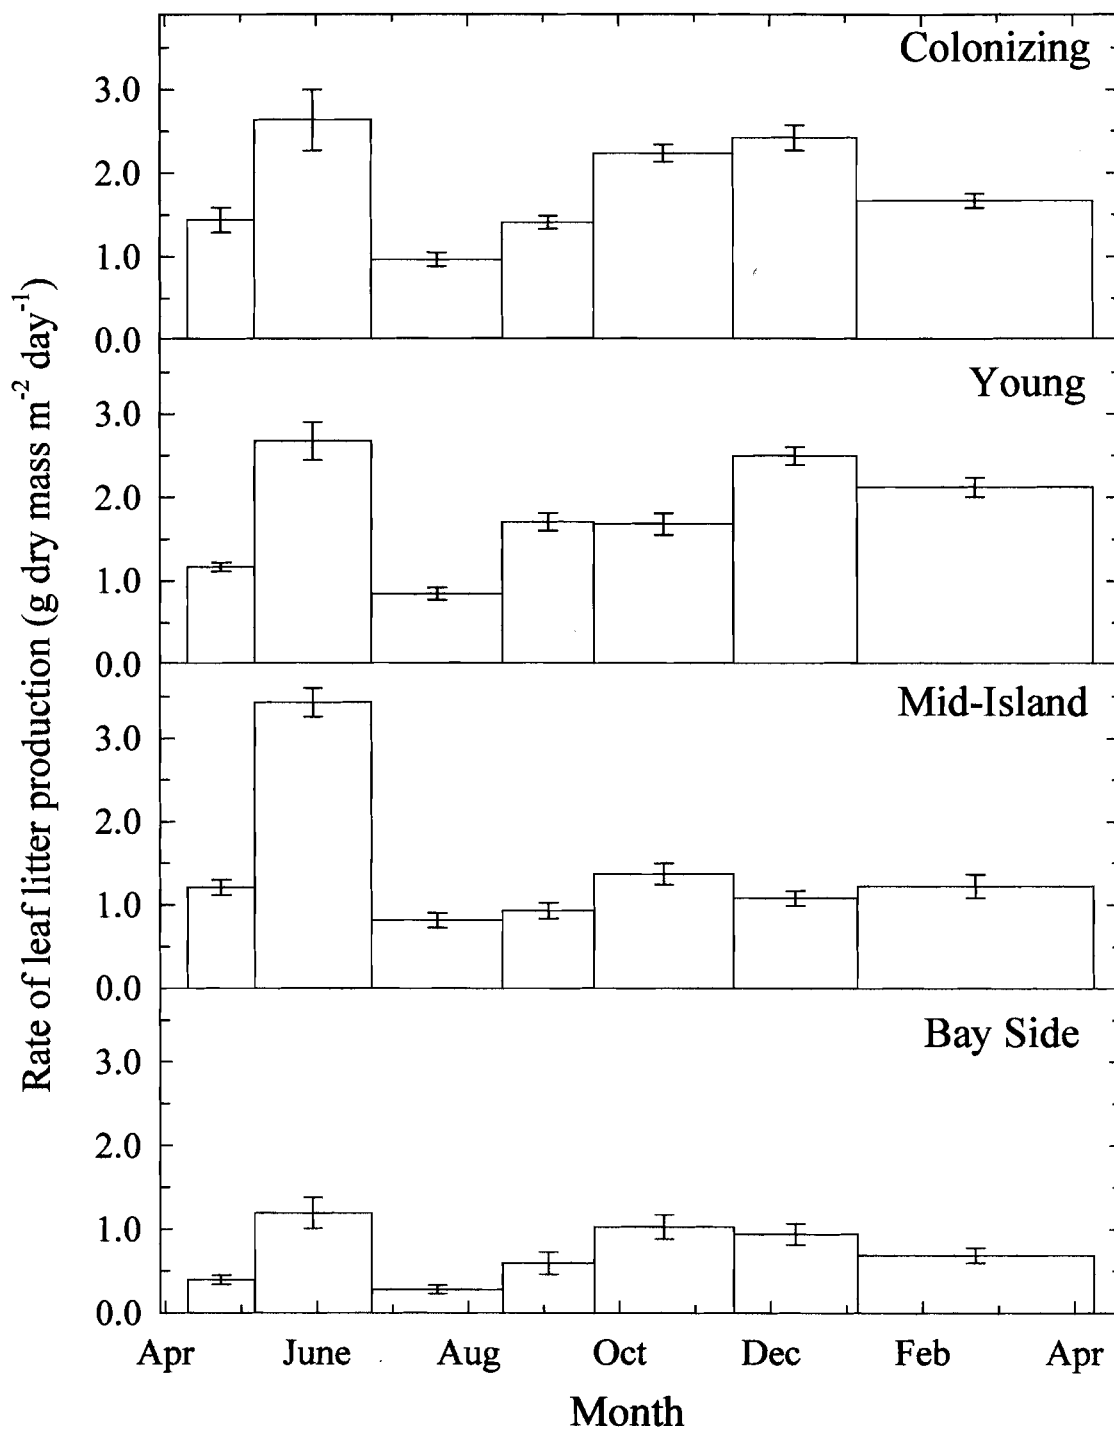 Rate of leaf litter production (g dry mass m⁻² day⁻¹)
Colonizing
3.0
2.0
1.0
0.0
Young
3.0
2.0
1.0
0.0
Mid-Island
3.0
2.0
1.0
0.0
Bay Side
3.0
2.0
1.0
0.0
Apr June Aug Oct Dec Feb Apr
Month